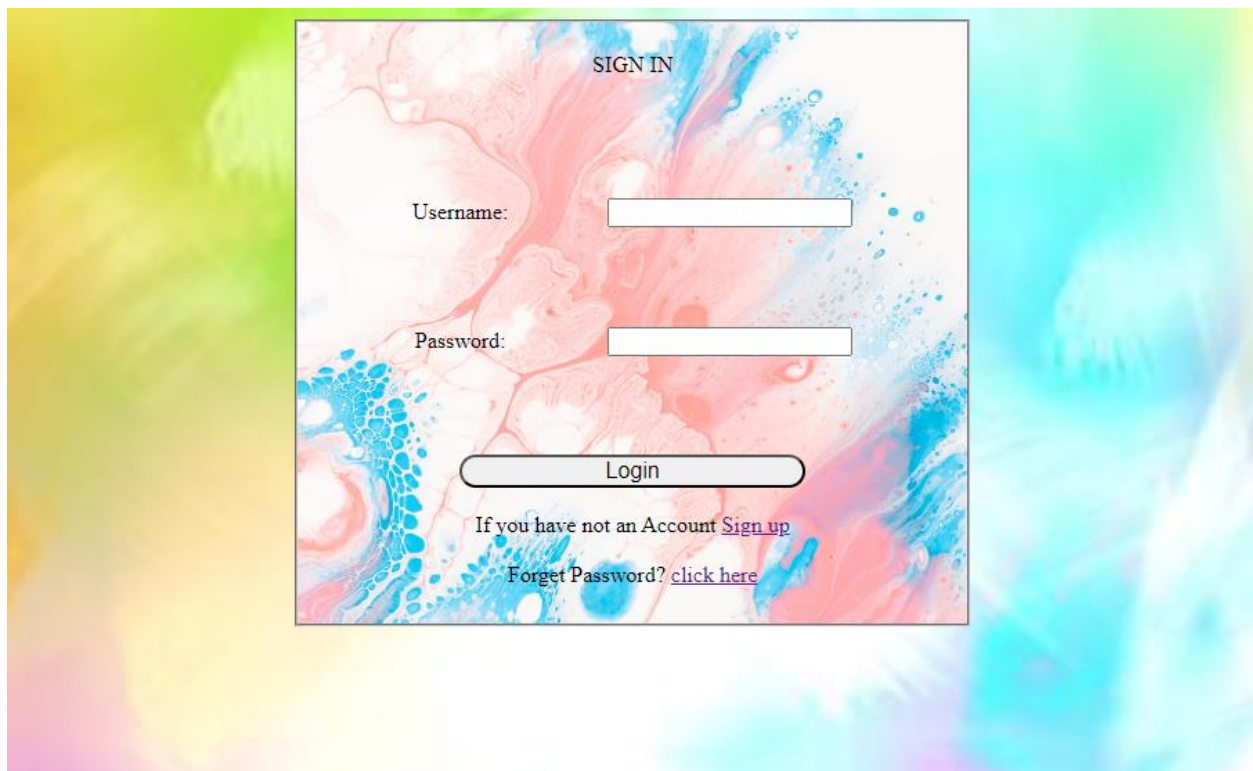 SIGN IN
Username:
Password:
Login
If you have not an Account Sign up
Forget Password? click here